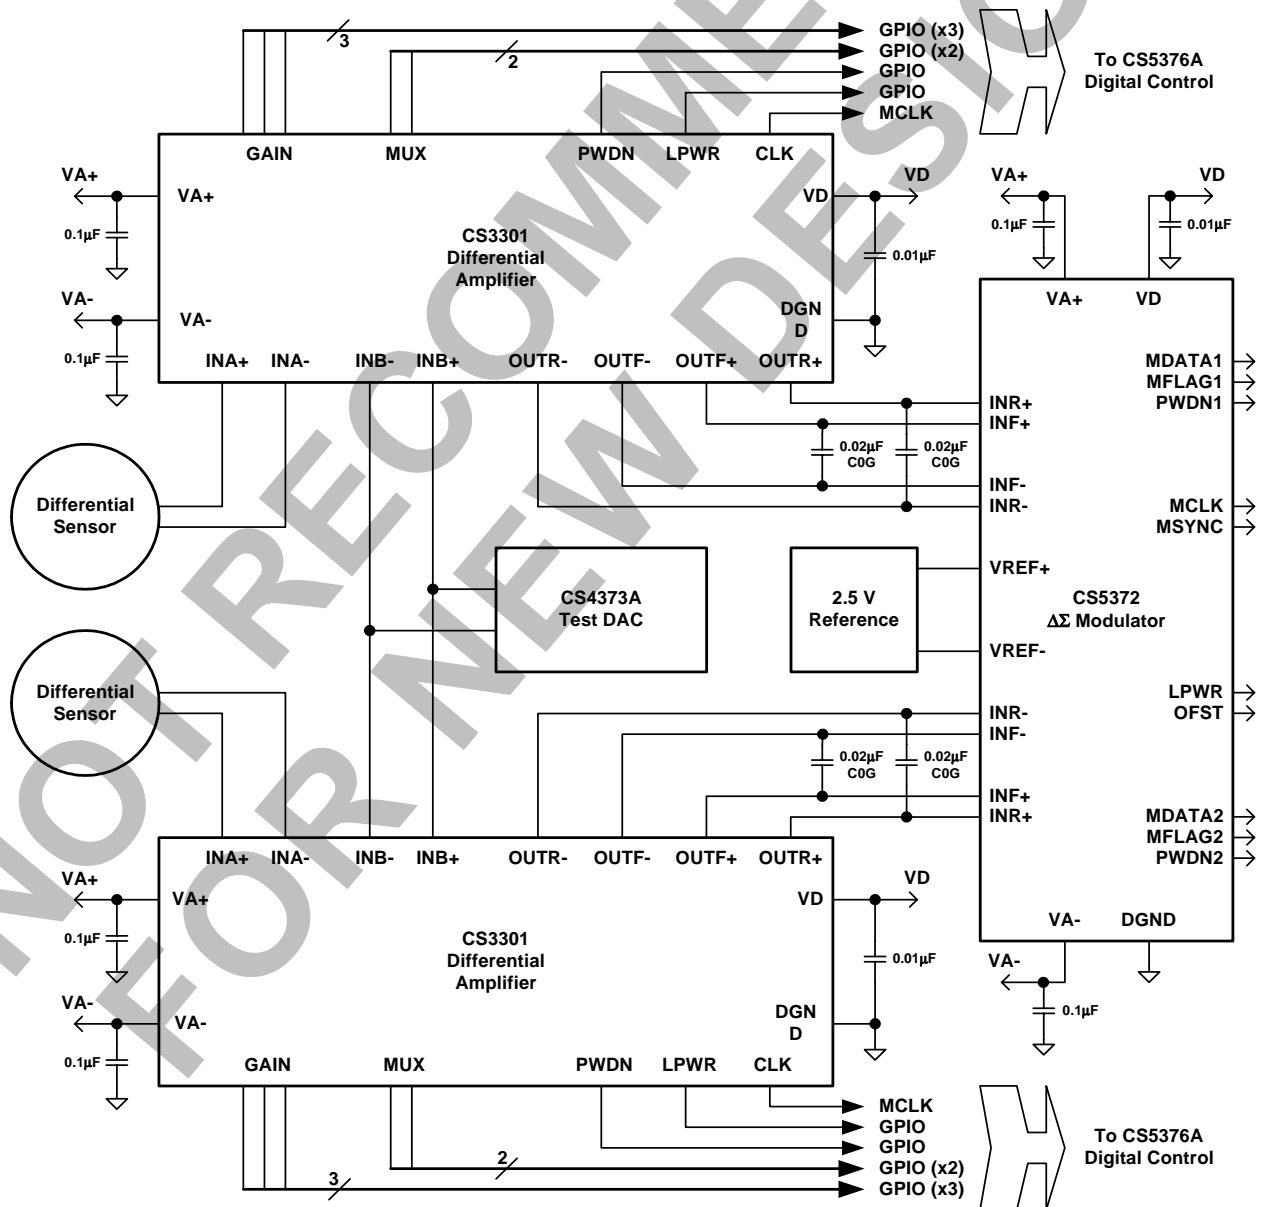 GPIO (x3)
3
GPIO (x2)
2
GPIO
GPIO
MCLK
To CS5376A
Digital Control
GAIN
MUX
PWDN
LPWR
CLK
VA+
VA+
0.1µF
VD
VD
0.01µF
CS3301
Differential
Amplifier
VA-
VA-
0.1µF
DGN
D
INA+
INA-
INB-
INB+
OUTR-
OUTF-
OUTF+
OUTR+
VA+
0.1µF
VD
0.01µF
VA+
VD
MDATA1
MFLAG1
PWDN1
INR+
INF+
0.02µF
C0G
0.02µF
C0G
INF-
INR-
MCLK
MSYNC
Differential
Sensor
CS4373A
Test DAC
2.5 V
Reference
VREF+
CS5372
ΔΣ Modulator
VREF-
Differential
Sensor
LPWR
OFST
INR-
INF-
0.02µF
C0G
0.02µF
C0G
INF+
INR+
MDATA2
MFLAG2
PWDN2
INA+
INA-
INB-
INB+
OUTR-
OUTF-
OUTF+
OUTR+
VA+
VA+
0.1µF
VD
VD
0.01µF
CS3301
Differential
Amplifier
VA-
VA-
0.1µF
DGN
D
VA-
DGND
VA-
0.1µF
GAIN
MUX
PWDN
LPWR
CLK
MCLK
GPIO
GPIO
2
GPIO (x2)
3
GPIO (x3)
To CS5376A
Digital Control
NOT
FOR NEW